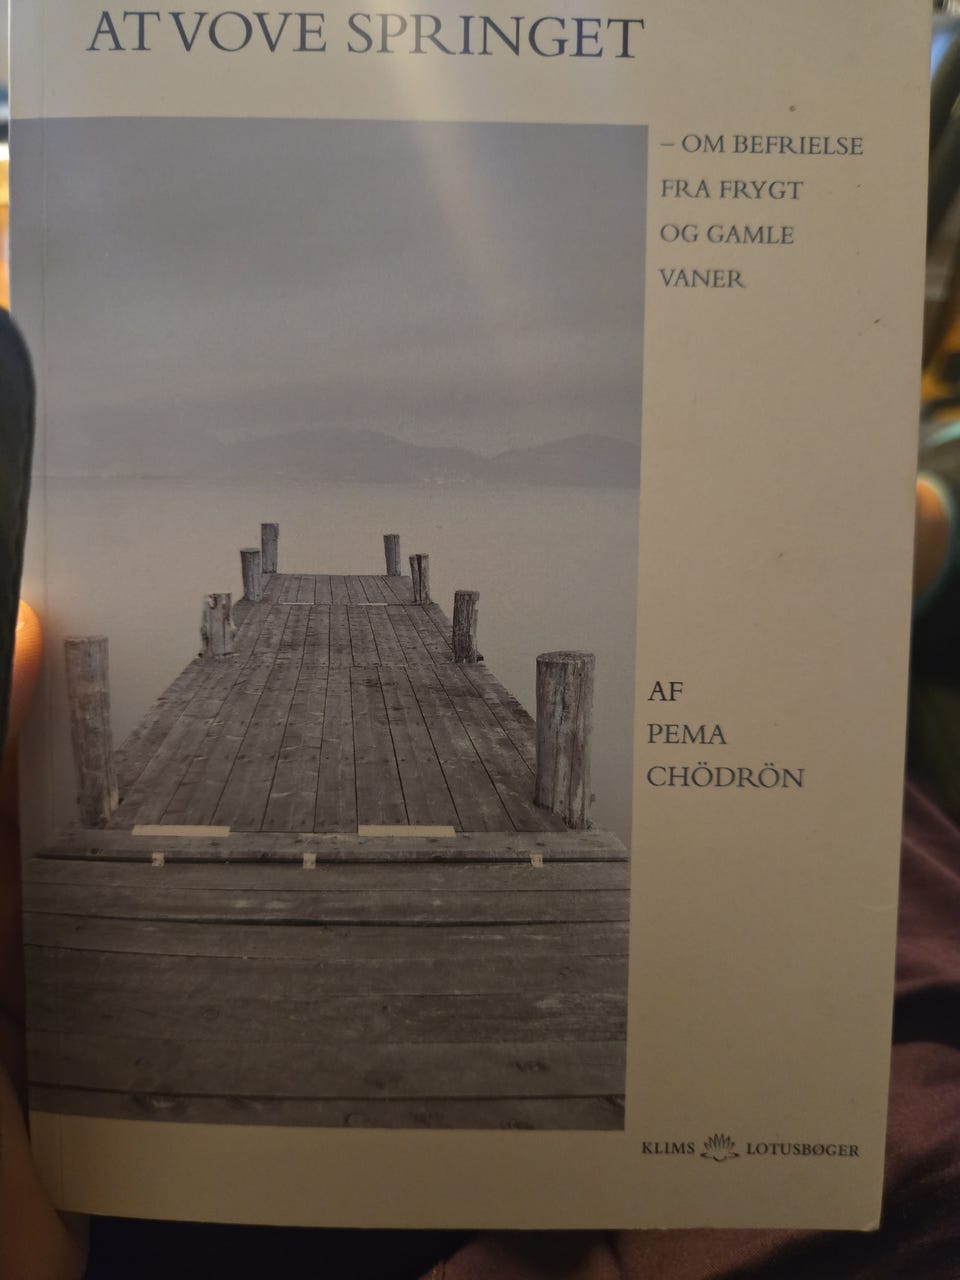 AT VOVE SPRINGET
– OM BEFRIELSE
FRA FRYGT
OG GAMLE
VANER
AF
PEMA
CHÖDRÖN
KLIMS LOTUSBØGER